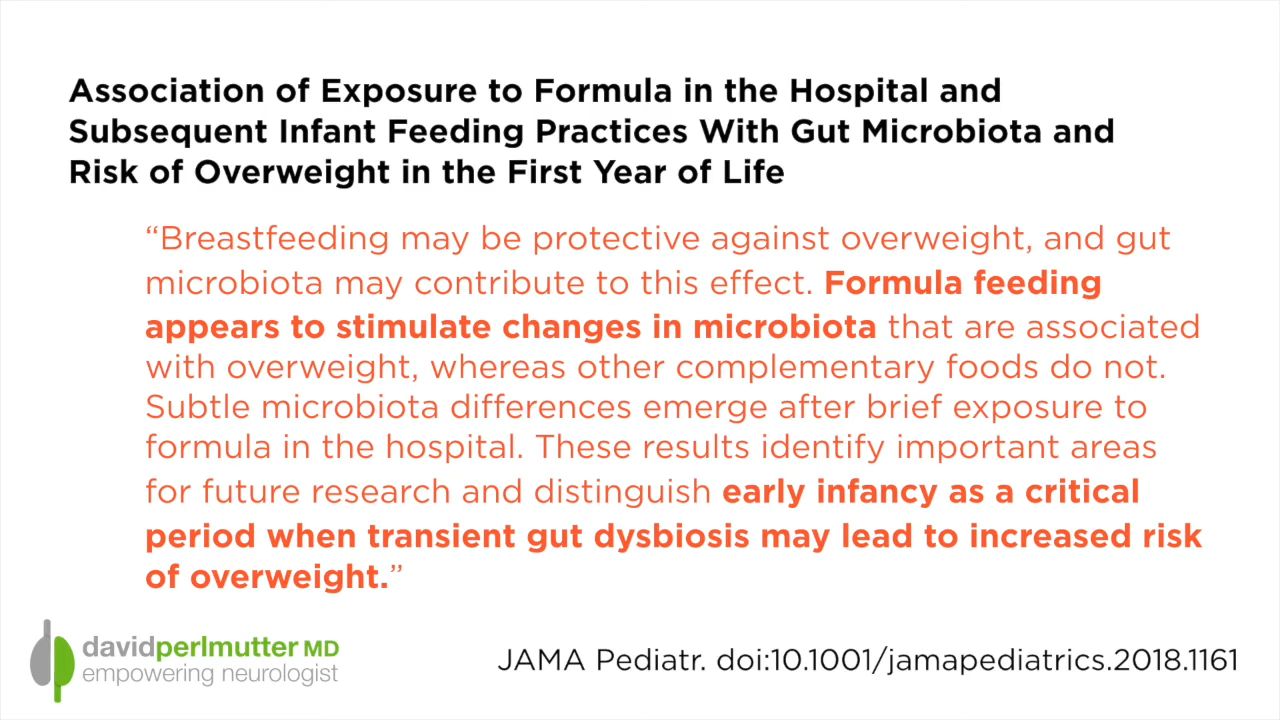 Association of Exposure to Formula in the Hospital and
Subsequent Infant Feeding Practices With Gut Microbiota and
Risk of Overweight in the First Year of Life
“Breastfeeding may be protective against overweight, and gut
microbiota may contribute to this effect. Formula feeding
appears to stimulate changes in microbiota that are associated
with overweight, whereas other complementary foods do not.
Subtle microbiota differences emerge after brief exposure to
formula in the hospital. These results identify important areas
for future research and distinguish early infancy as a critical
period when transient gut dysbiosis may lead to increased risk
of overweight.”
davidperlmutter MD
empowering neurologist
JAMA Pediatr. doi:10.1001/jamapediatrics.2018.1161